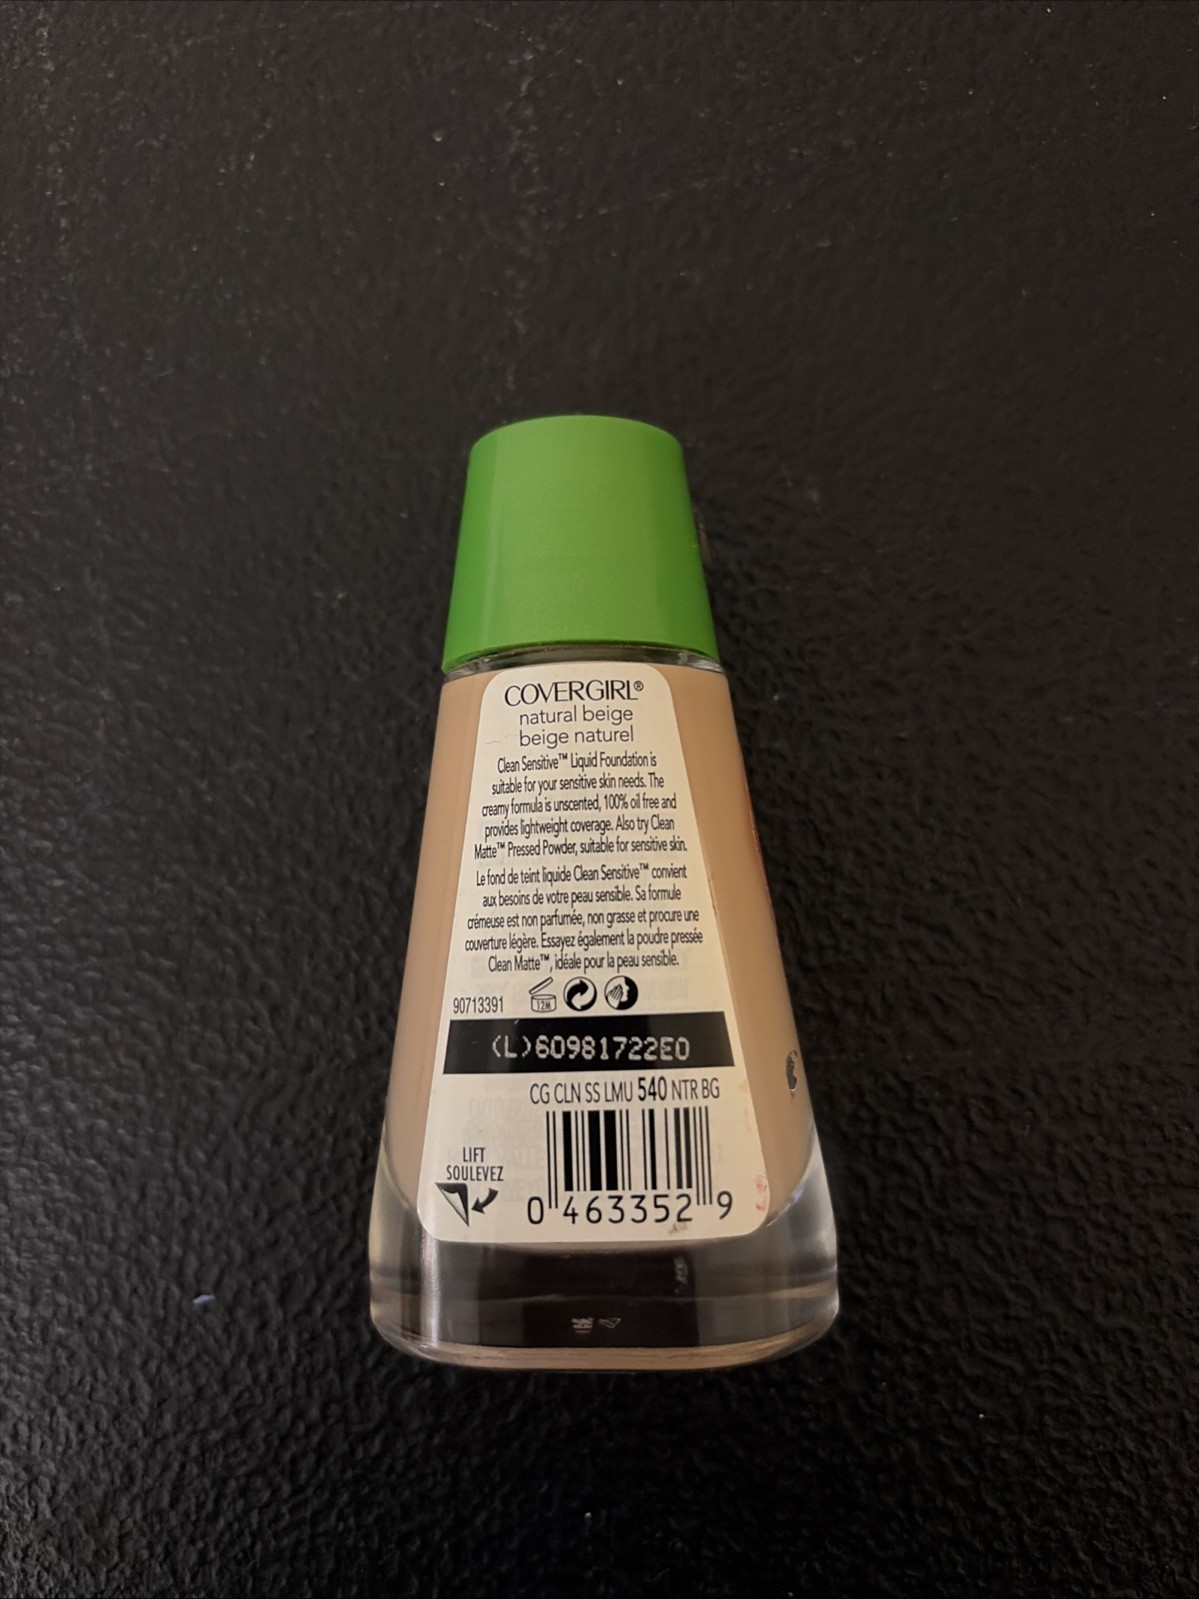 COVERGIRL®
natural beige
beige naturel
Clean Sensitive™ Liquid Foundation is
suitable for your sensitive skin needs. The
creamy formula is unscented, 100% oil free and
provides lightweight coverage. Also try Clean
Matte™ Pressed Powder, suitable for sensitive skin.
Le fond de teint liquide Clean Sensitive™ convient
aux besoins de votre peau sensible. Sa formule
crémeuse est non parfumée, non grasse et procure une
couverture légère. Essayez également la poudre pressée
Clean Matte™, idéale pour la peau sensible.
90713391 12M
(L)60981722E0
CG CLN SS LMU 540 NTR BG
LIFT
SOULEVEZ
0 463352 9